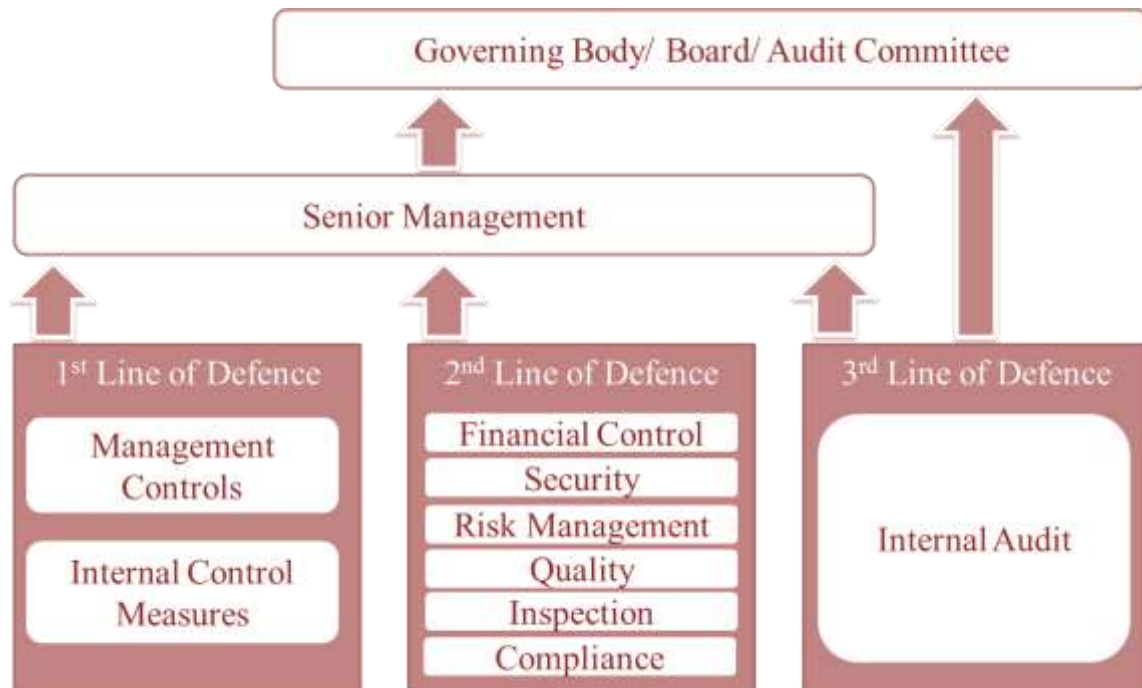 Governing Body/ Board/ Audit Committee
Senior Management
1st Line of Defence
Management
Controls
Internal Control
Measures
2nd Line of Defence
Financial Control
Security
Risk Management
Quality
Inspection
Compliance
3rd Line of Defence
Internal Audit